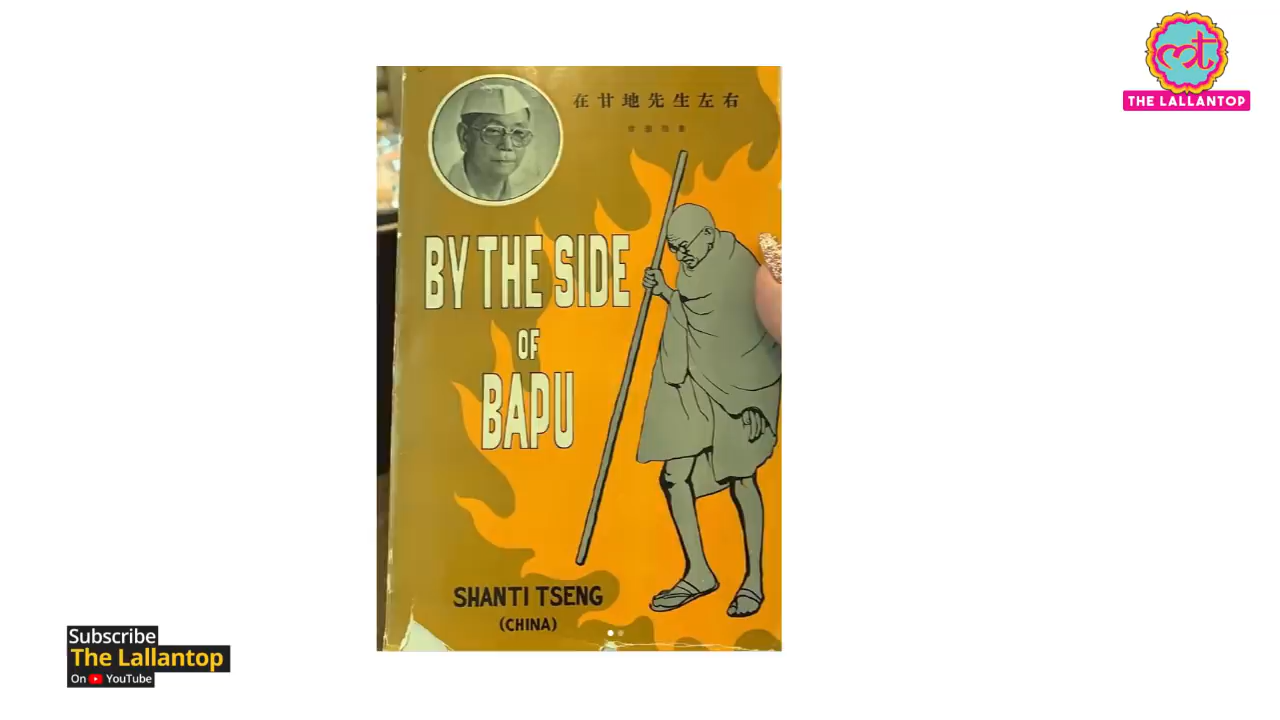 mt
THE LALLANTOP
在甘地先生左右
BY THE SIDE
OF
BAPU
SHANTI TSENG
(CHINA)
Subscribe
The Lallantop
On YouTube